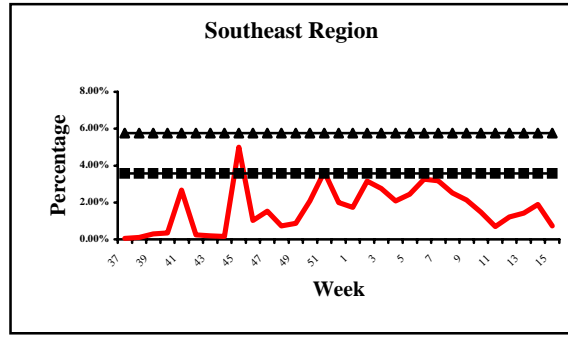 Southeast Region
Percentage
8.00%
6.00%
4.00%
2.00%
0.00%
37 39 41 43 45 47 49 51 1 3 5 7 9 11 13 15
Week